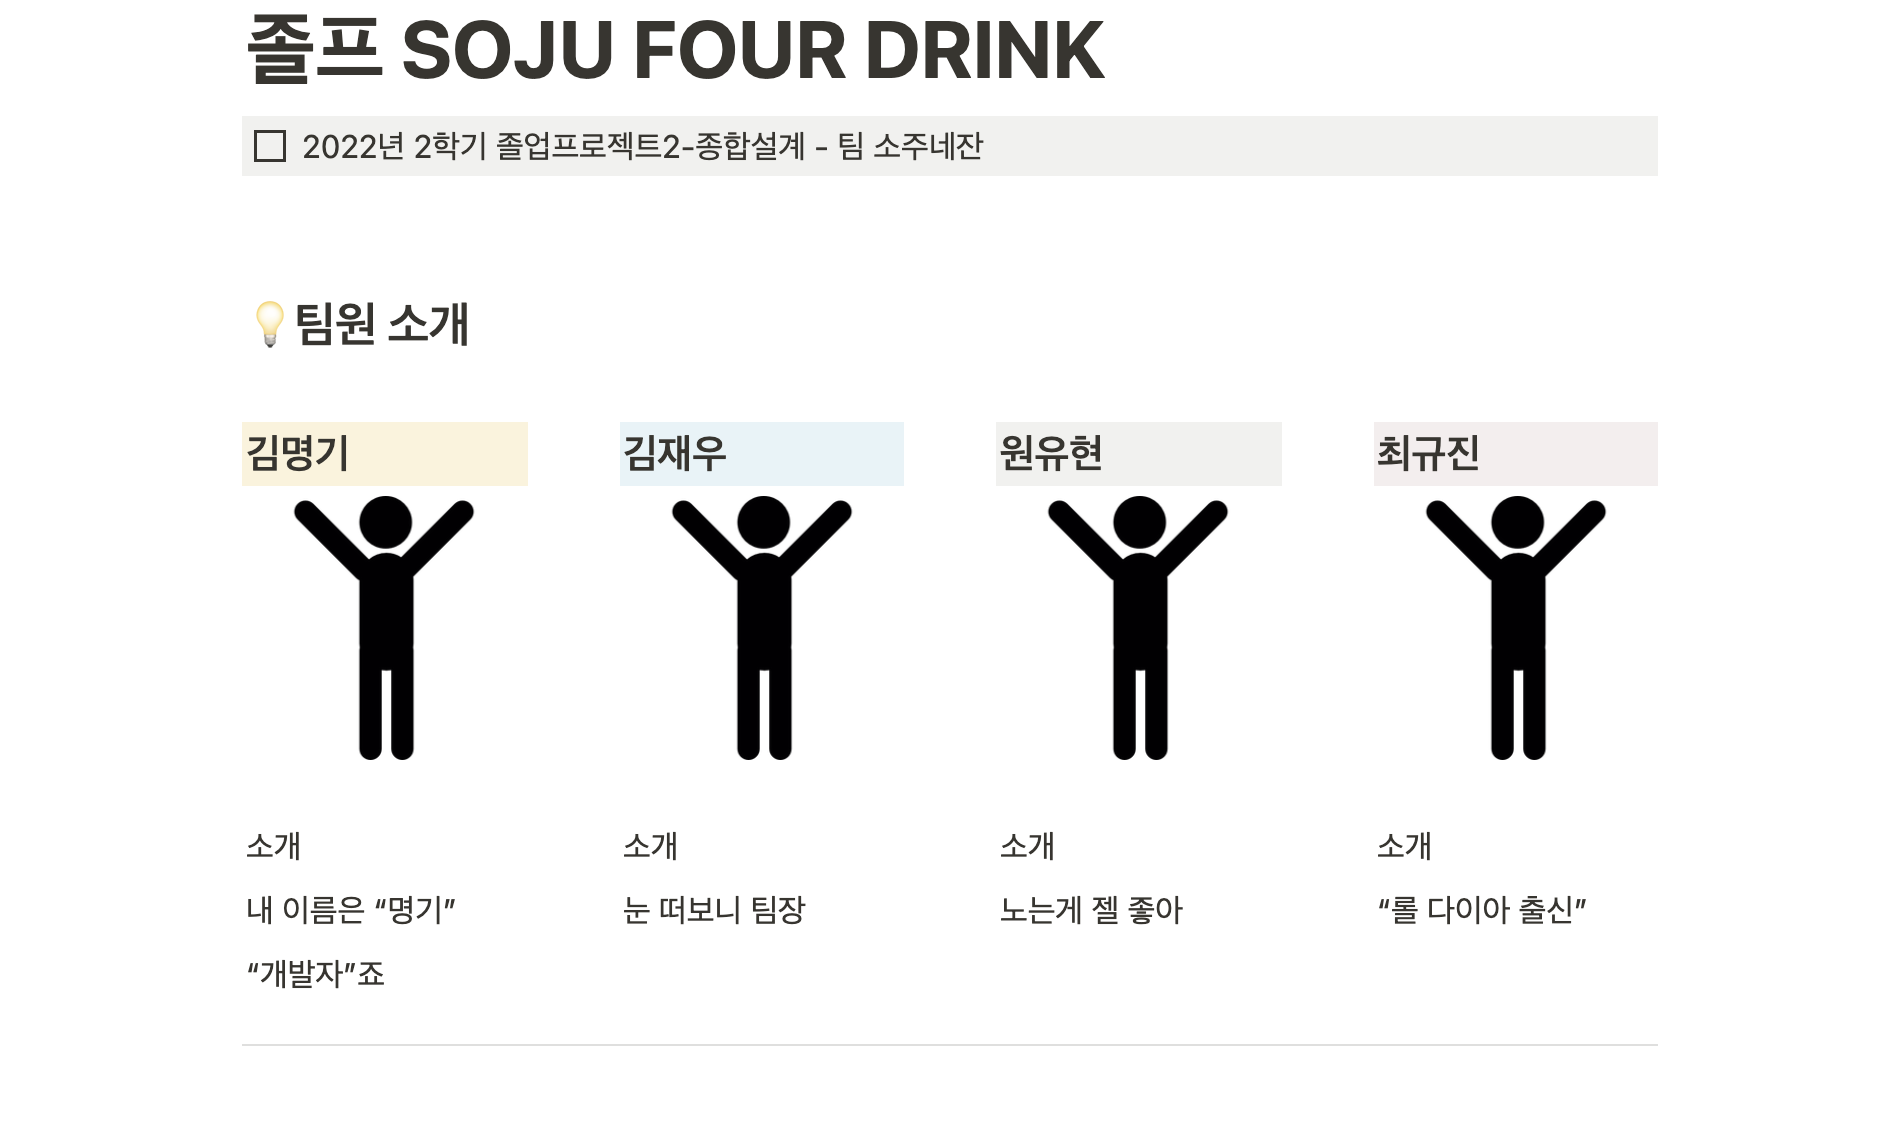 졸프 SOJU FOUR DRINK
2022년 2학기 졸업프로젝트2-종합설계 - 팀 소주네잔
팀원 소개
김명기
김재우
원유현
최규진
소개
내 이름은 “명기”
“개발자”죠
소개
눈 떠보니 팀장
소개
노는게 젤 좋아
소개
“롤 다이아 출신”